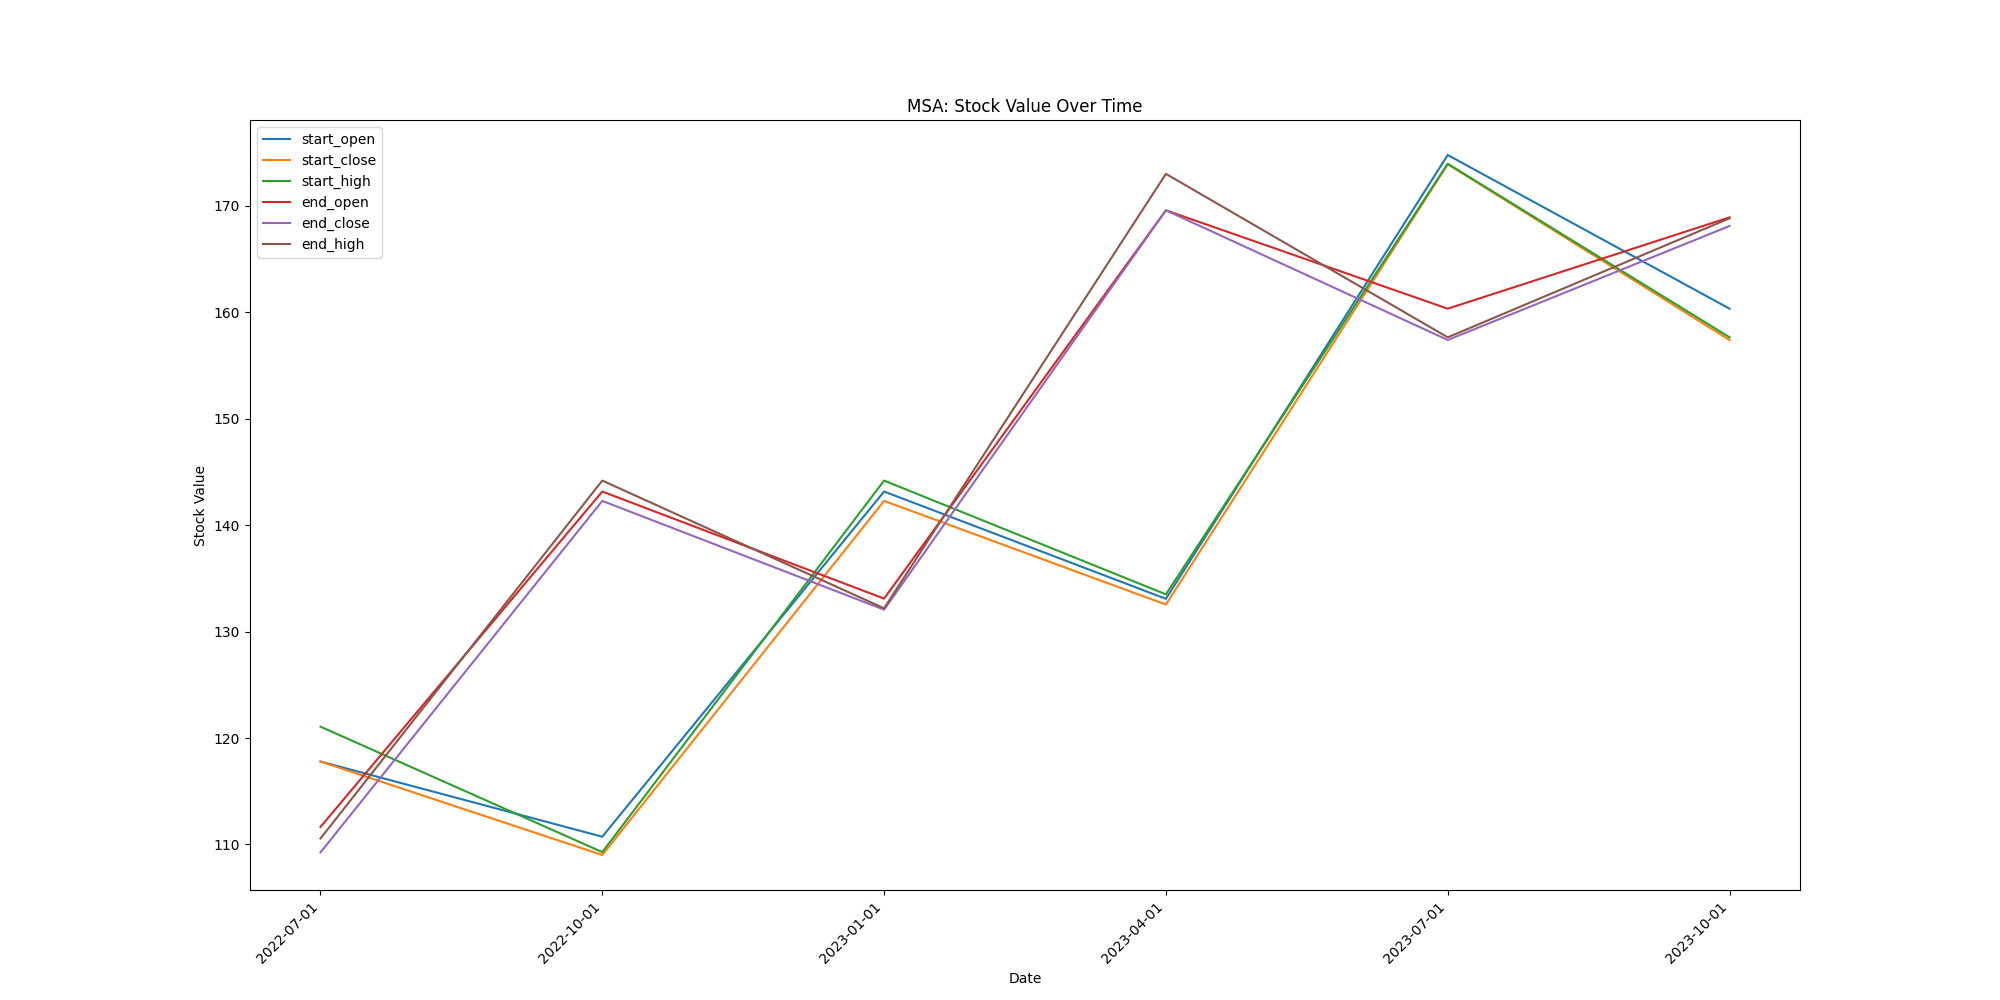 MSA: Stock Value Over Time
start_open
start_close
start_high
end_open
end_close
end_high
170
160
150
140
130
120
110
Stock Value
2022-07-01
2022-10-01
2023-01-01
2023-04-01
2023-07-01
2023-10-01
Date